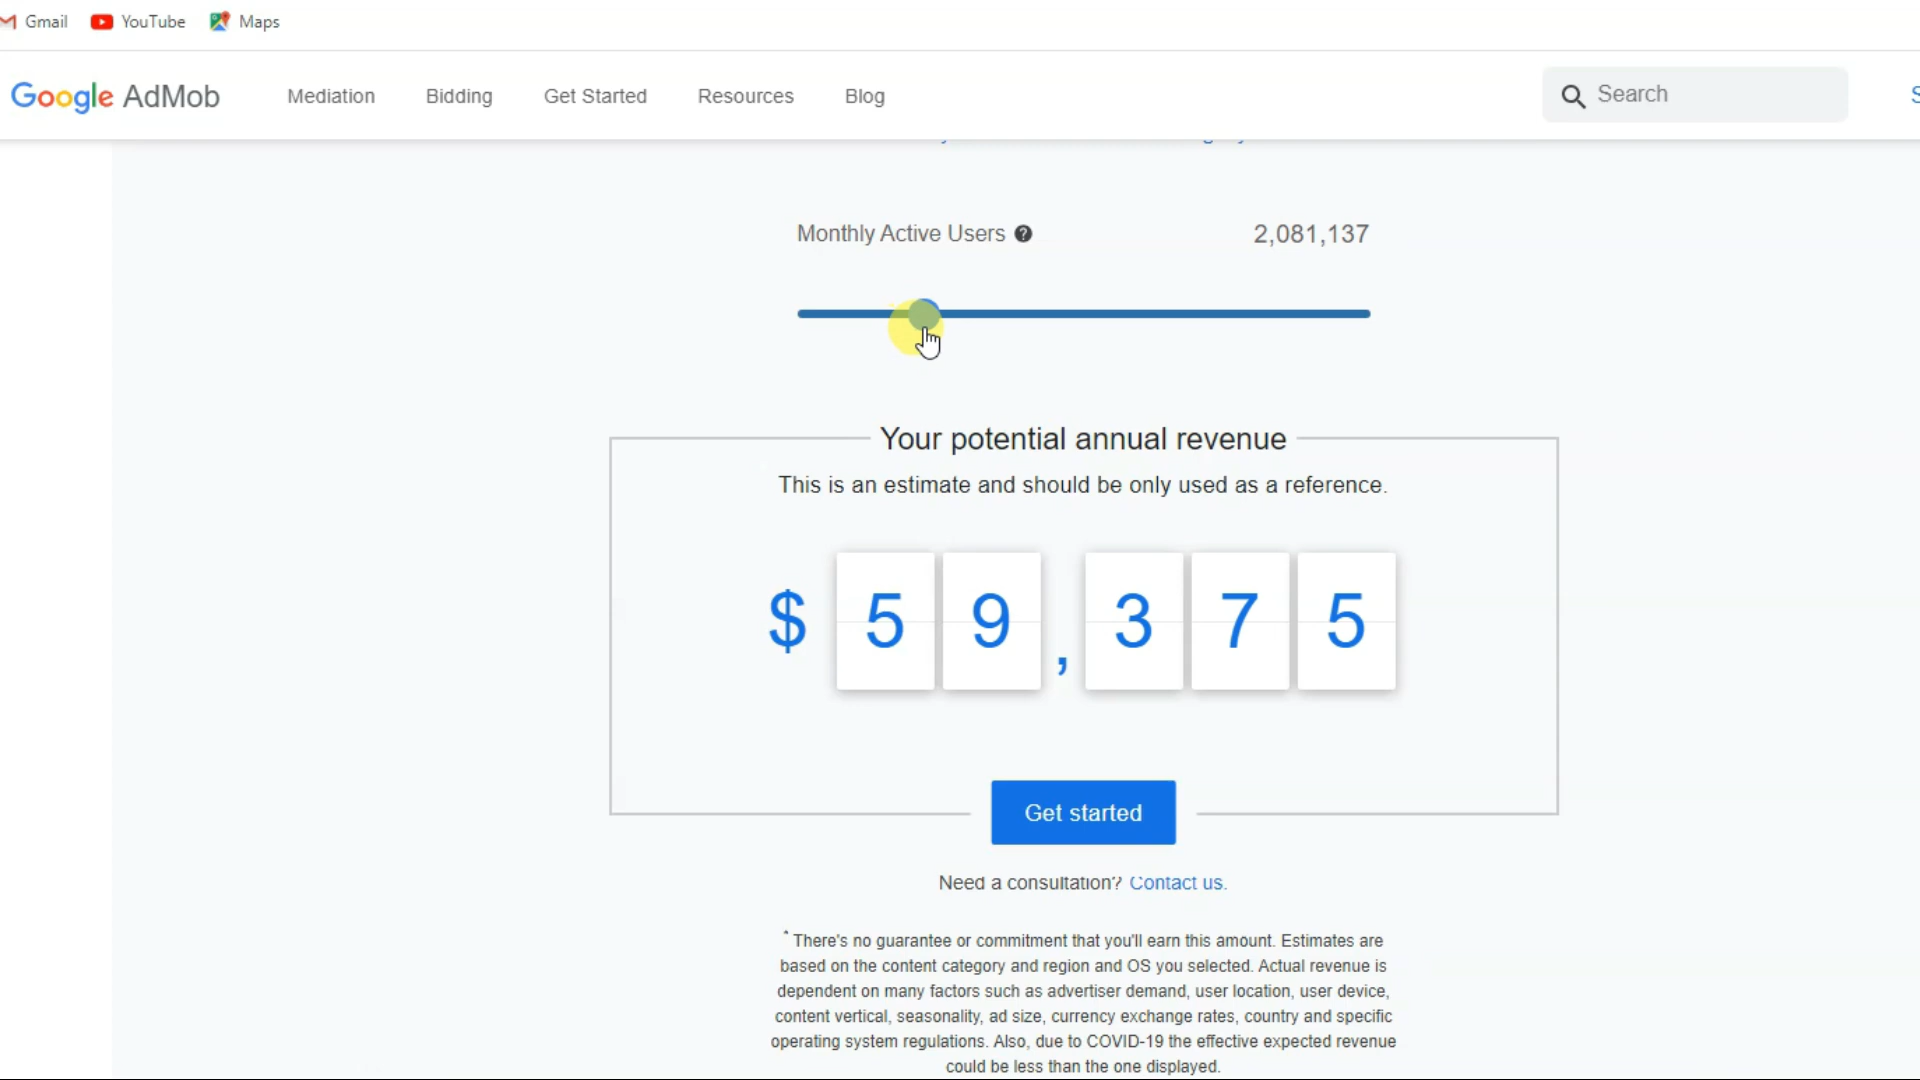 Gmail YouTube Maps
Google AdMob Mediation Bidding Get Started Resources Blog Search S
Monthly Active Users ? 2,081,137
Your potential annual revenue
This is an estimate and should be only used as a reference.
$ 59,375
Get started
Need a consultation? Contact us.
* There's no guarantee or commitment that you'll earn this amount. Estimates are
based on the content category and region and OS you selected. Actual revenue is
dependent on many factors such as advertiser demand, user location, user device,
content vertical, seasonality, ad size, currency exchange rates, country and specific
operating system regulations. Also, due to COVID-19 the effective expected revenue
could be less than the one displayed.